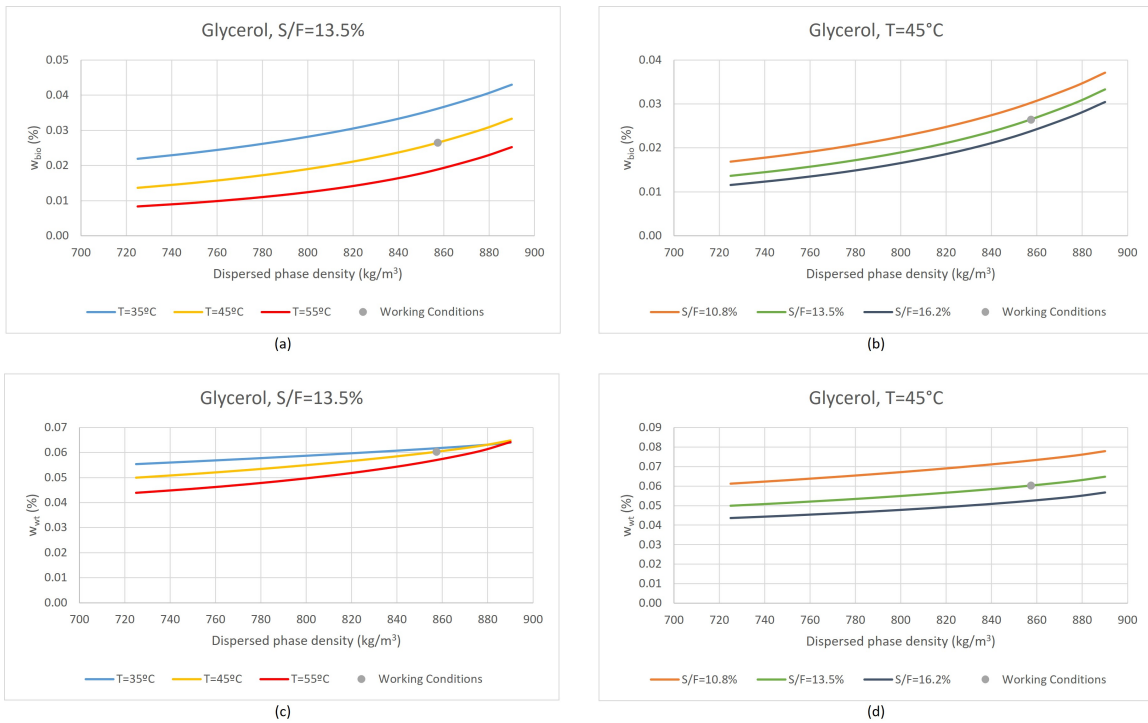 Glycerol, S/F=13.5%
0.05
0.04
0.03
0.02
0.01
0.00
w_bio (%)
700 720 740 760 780 800 820 840 860 880 900
Dispersed phase density (kg/m³)
T=35ºC T=45ºC T=55ºC Working Conditions
(a)
Glycerol, T=45°C
0.04
0.03
0.02
0.01
0.00
w_bio (%)
700 720 740 760 780 800 820 840 860 880 900
Dispersed phase density (kg/m³)
S/F=10.8% S/F=13.5% S/F=16.2% Working Conditions
(b)
Glycerol, S/F=13.5%
0.07
0.06
0.05
0.04
0.03
0.02
0.01
0.00
w_wt (%)
700 720 740 760 780 800 820 840 860 880 900
Dispersed phase density (kg/m³)
T=35ºC T=45ºC T=55ºC Working Conditions
(c)
Glycerol, T=45°C
0.09
0.08
0.07
0.06
0.05
0.04
0.03
0.02
0.01
0.00
w_wt (%)
700 720 740 760 780 800 820 840 860 880 900
Dispersed phase density (kg/m³)
S/F=10.8% S/F=13.5% S/F=16.2% Working Conditions
(d)